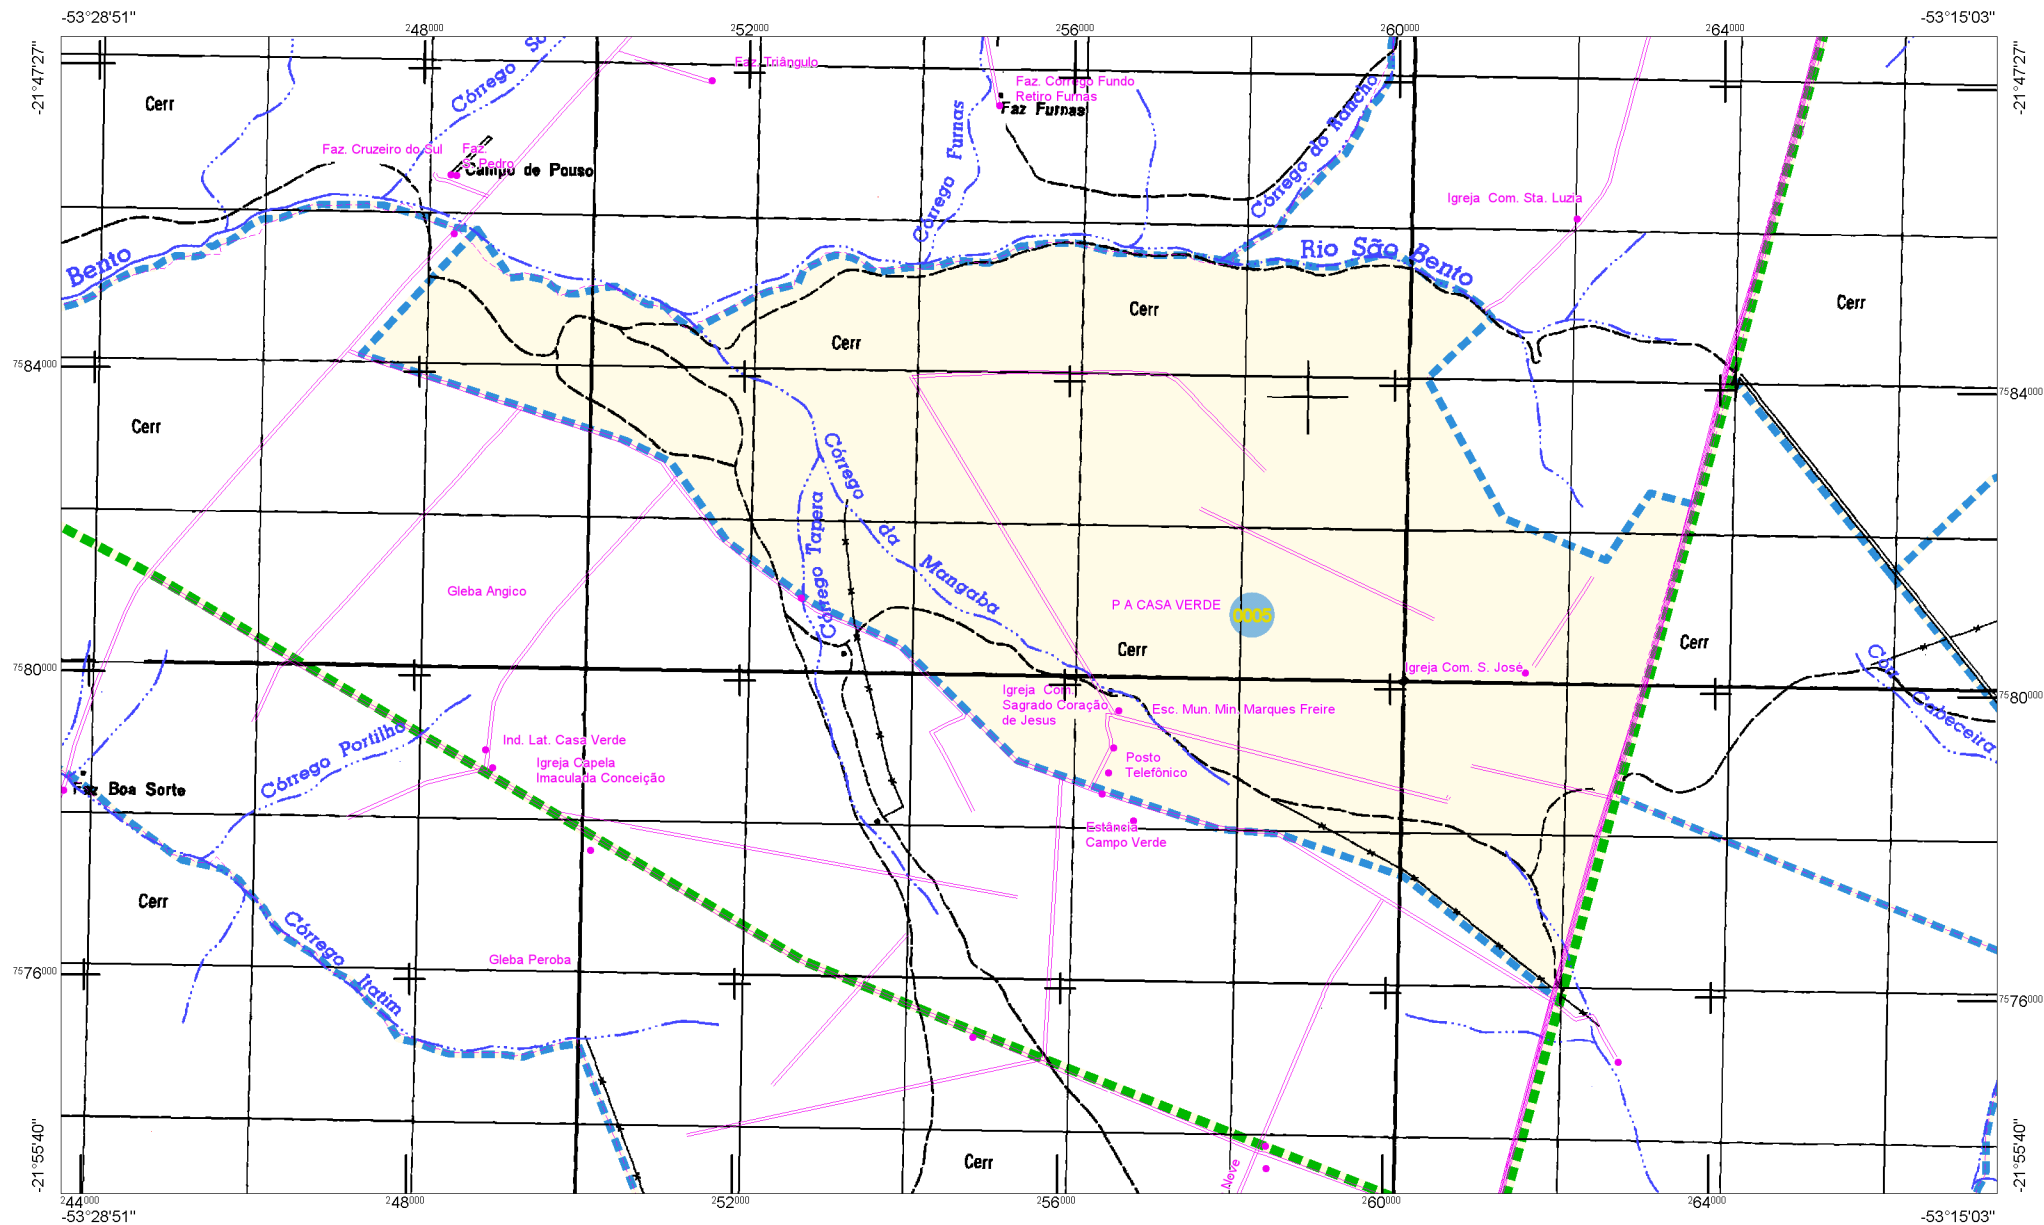 -53°28'51"
248000
252000
256000
260000
264000
-53°15'03"
-21°47'27"
-21°47'27"
Faz. Triângulo
Córrego So
Faz. Córrego Fundo
Retiro Furnas
Faz Furnas
Cerr
Córrego Furnas
Córrego do Rancho
Faz. Cruzeiro do Sul
Faz.
S. Pedro
Campo de Pouso
Igreja Com. Sta. Luzia
Bento
Rio São Bento
Cerr
Cerr
Cerr
7584000
7584000
Cerr
Córrego da Mangaba
Córrego Tapera
Gleba Angico
P A CASA VERDE
0005
Cerr
Cerr
Igreja Com. S. José
7580000
7580000
Córr Cabeceira
Igreja Com.
Sagrado Coração
de Jesus
Esc. Mun. Min. Marques Freire
Ind. Lat. Casa Verde
Igreja Capela
Imaculada Conceição
Córrego Portilho
Posto
Telefônico
Faz Boa Sorte
Estância
Campo Verde
Cerr
Córrego Itatim
Gleba Peroba
7576000
7576000
Cerr
Nove
-21°55'40"
-21°55'40"
244000
248000
252000
256000
260000
264000
-53°28'51"
-53°15'03"